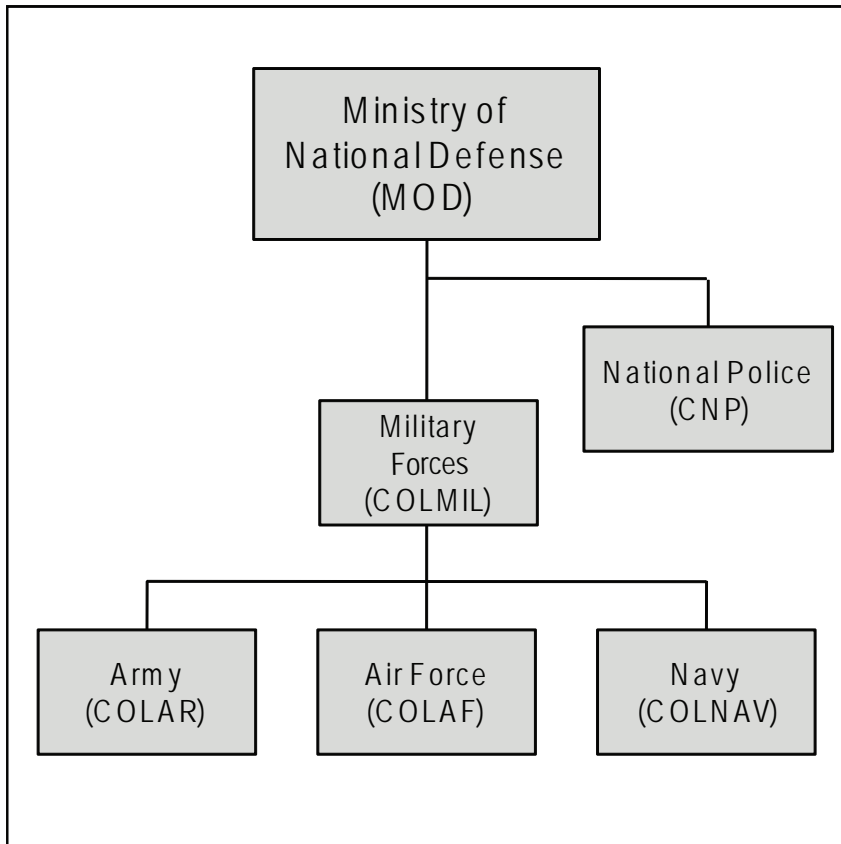 Ministry of
National Defense
(MOD)
National Police
(CNP)
Military
Forces
(COLMIL)
Army
(COLAR)
Air Force
(COLAF)
Navy
(COLNAV)